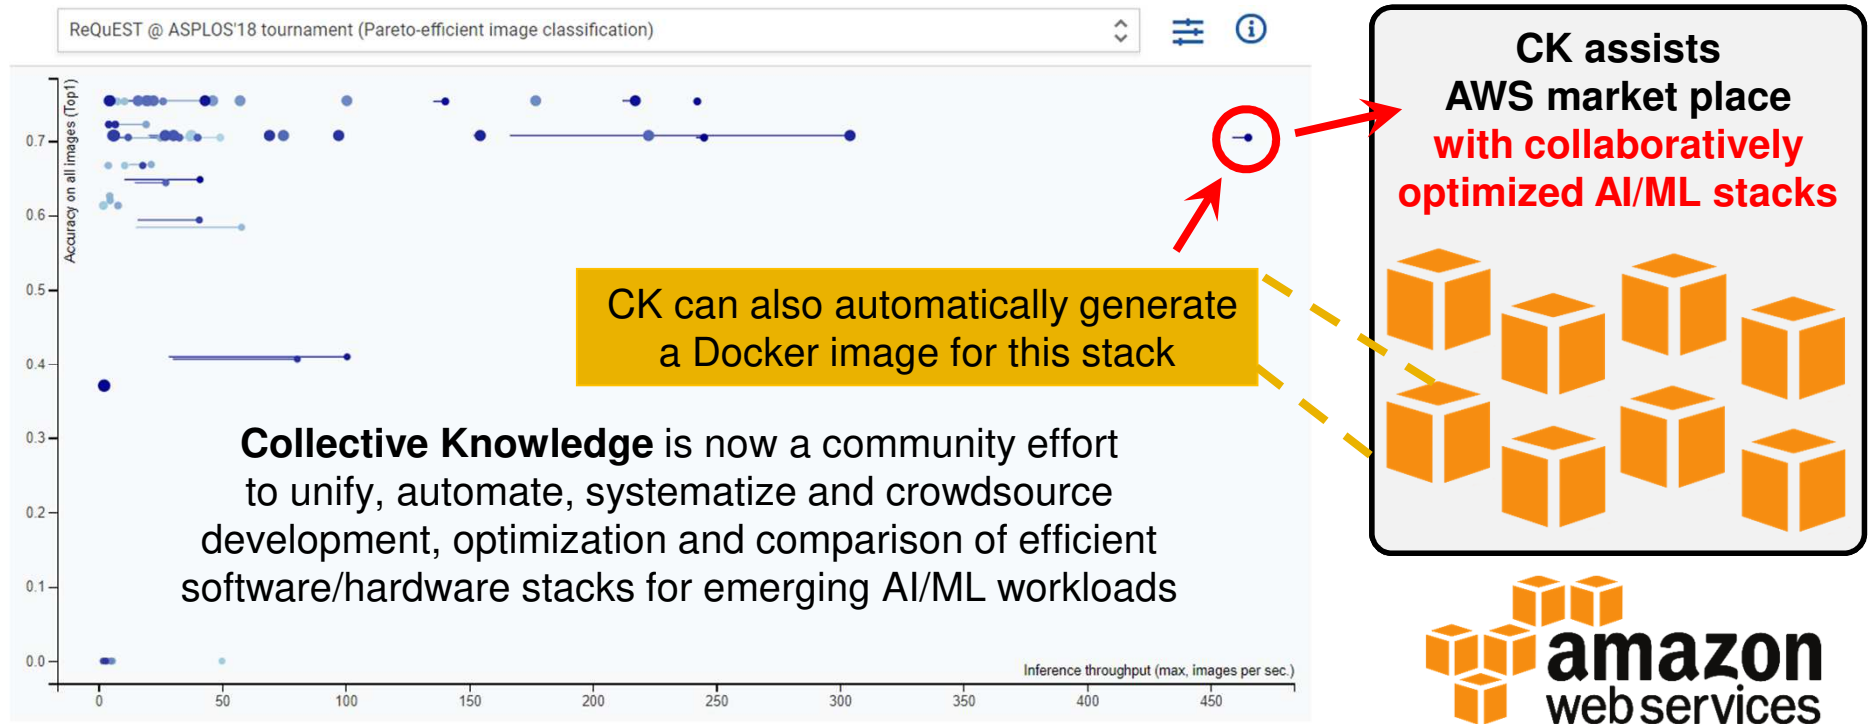 ReQuEST @ ASPLOS'18 tournament (Pareto-efficient image classification)
Accuracy on all images (Top1)
0.7
0.6
0.5
0.4
0.3
0.2
0.1
0.0
Inference throughput (max, images per sec.)
0 50 100 150 200 250 300 350 400 450
CK can also automatically generate
a Docker image for this stack
Collective Knowledge is now a community effort
to unify, automate, systematize and crowdsource
development, optimization and comparison of efficient
software/hardware stacks for emerging AI/ML workloads
CK assists
AWS market place
with collaboratively
optimized AI/ML stacks
amazon
web services